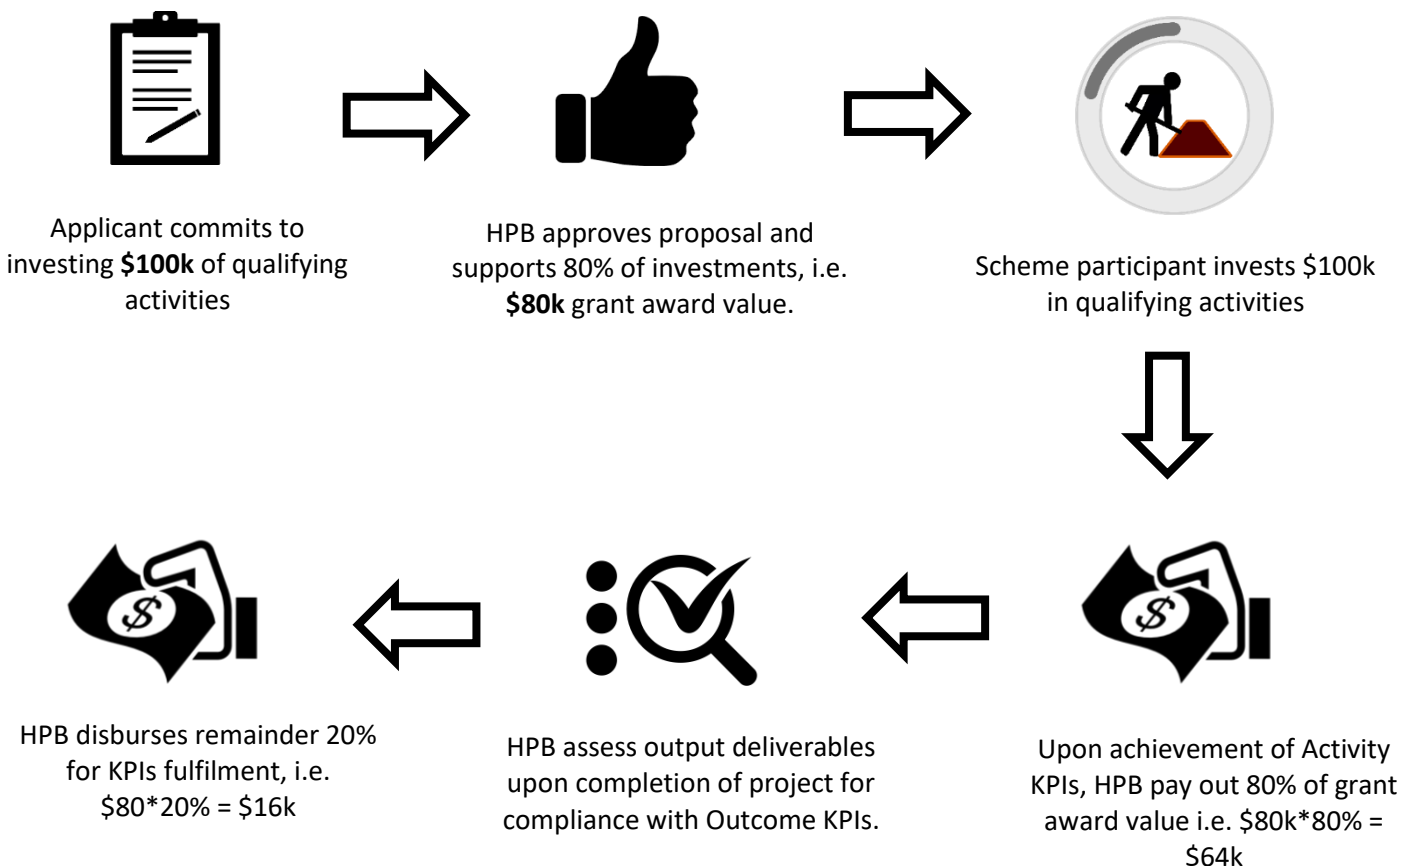 Applicant commits to
investing $100k of qualifying
activities
HPB approves proposal and
supports 80% of investments, i.e.
$80k grant award value.
Scheme participant invests $100k
in qualifying activities
$
Upon achievement of Activity
KPIs, HPB pay out 80% of grant
award value i.e. $80k*80% =
$64k
HPB assess output deliverables
upon completion of project for
compliance with Outcome KPIs.
$
HPB disburses remainder 20%
for KPIs fulfilment, i.e.
$80*20% = $16k